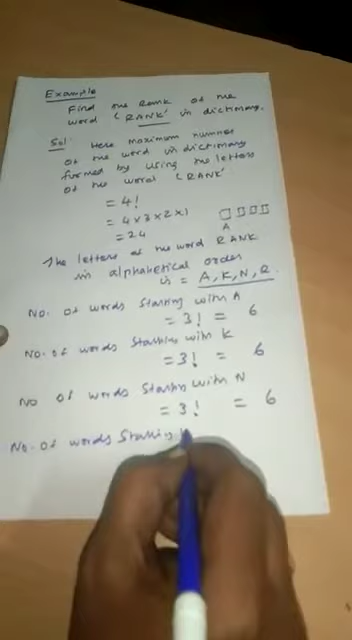 Example
Find the Rank of the
word 'RANK' in dictionary.
Sol: Here maximum number
of the word in dictionary
formed by using the letters
of the word 'RANK'
= 4!
= 4×3×2×1
= 24
A
The letters of the word RANK
in alphabetical order
is = A, K, N, R.
No. of words starting with A
= 3! = 6
No. of words starting with K
= 3! = 6
No of words starting with N
= 3! = 6
No. of words starting